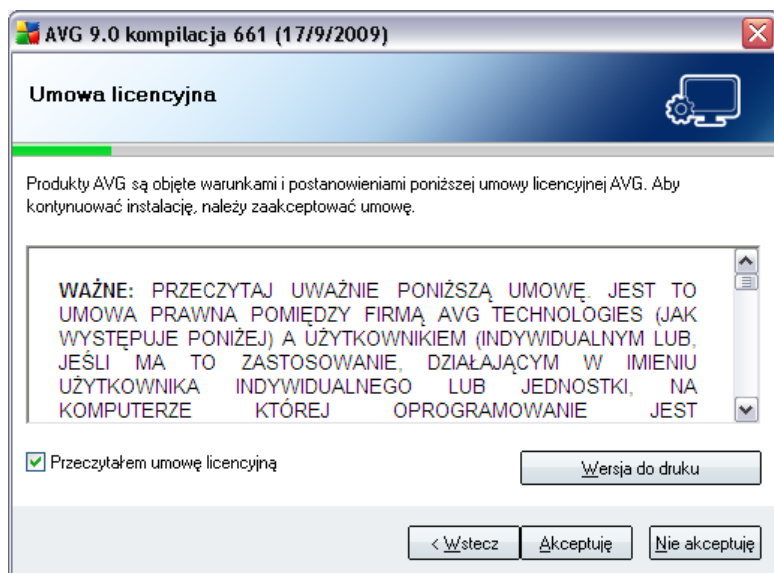 AVG 9.0 kompilacja 661 (17/9/2009)
Umowa licencyjna
Produkty AVG są objęte warunkami i postanowieniami poniższej umowy licencyjnej AVG. Aby
kontynuować instalację, należy zaakceptować umowę.
WAŻNE: PRZECZYTAJ UWAŻNIE PONIŻSZĄ UMOWĘ. JEST TO
UMOWA PRAWNA POMIĘDZY FIRMĄ AVG TECHNOLOGIES (JAK
WYSTĘPUJE PONIŻEJ) A UŻYTKOWNIKIEM (INDYWIDUALNYM LUB,
JEŚLI MA TO ZASTOSOWANIE, DZIAŁAJĄCYM W IMIENIU
UŻYTKOWNIKA INDYWIDUALNEGO LUB JEDNOSTKI, NA
KOMPUTERZE KTÓREJ OPROGRAMOWANIE JEST
Przeczytałem umowę licencyjną
Wersja do druku
< Wstecz
Akceptuję
Nie akceptuję